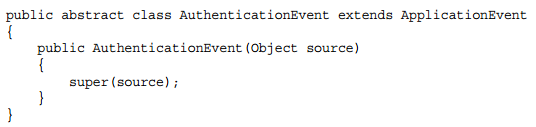 public abstract class AuthenticationEvent extends ApplicationEvent
{
    public AuthenticationEvent(Object source)
    {
        super(source);
    }
}